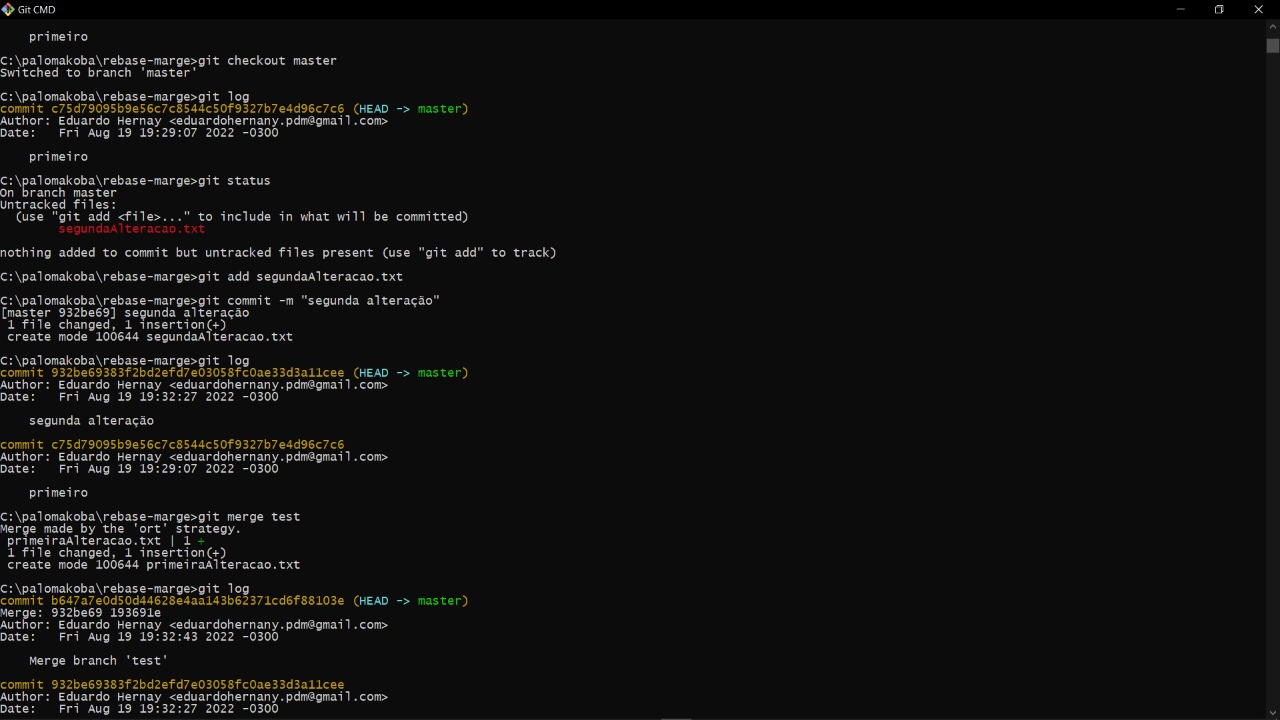 Git CMD
primeiro
C:\palomakoba\rebase-marge>git checkout master
Switched to branch 'master'
C:\palomakoba\rebase-marge>git log
commit c75d79095b9e56c7c8544c50f9327b7e4d96c7c6 (HEAD -> master)
Author: Eduardo Hernay <eduardohernany.pdm@gmail.com>
Date:   Fri Aug 19 19:29:07 2022 -0300
primeiro
C:\palomakoba\rebase-marge>git status
On branch master
Untracked files:
(use "git add <file>..." to include in what will be committed)
segundaAlteracao.txt
nothing added to commit but untracked files present (use "git add" to track)
C:\palomakoba\rebase-marge>git add segundaAlteracao.txt
C:\palomakoba\rebase-marge>git commit -m "segunda alteração"
[master 932be69] segunda alteração
1 file changed, 1 insertion(+)
create mode 100644 segundaAlteracao.txt
C:\palomakoba\rebase-marge>git log
commit 932be69383f2bd2efd7e03058fc0ae33d3a11cee (HEAD -> master)
Author: Eduardo Hernay <eduardohernany.pdm@gmail.com>
Date:   Fri Aug 19 19:32:27 2022 -0300
segunda alteração
commit c75d79095b9e56c7c8544c50f9327b7e4d96c7c6
Author: Eduardo Hernay <eduardohernany.pdm@gmail.com>
Date:   Fri Aug 19 19:29:07 2022 -0300
primeiro
C:\palomakoba\rebase-marge>git merge test
Merge made by the 'ort' strategy.
primeiraAlteracao.txt | 1 +
1 file changed, 1 insertion(+)
create mode 100644 primeiraAlteracao.txt
C:\palomakoba\rebase-marge>git log
commit b647a7e0d50d44628e4aa143b62371cd6f88103e (HEAD -> master)
Merge: 932be69 193691e
Author: Eduardo Hernay <eduardohernany.pdm@gmail.com>
Date:   Fri Aug 19 19:32:43 2022 -0300
Merge branch 'test'
commit 932be69383f2bd2efd7e03058fc0ae33d3a11cee
Author: Eduardo Hernay <eduardohernany.pdm@gmail.com>
Date:   Fri Aug 19 19:32:27 2022 -0300